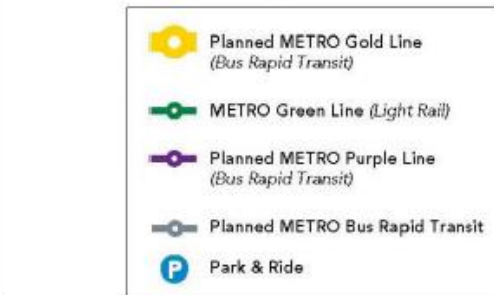 Planned METRO Gold Line
(Bus Rapid Transit)
METRO Green Line (Light Rail)
Planned METRO Purple Line
(Bus Rapid Transit)
Planned METRO Bus Rapid Transit
P Park & Ride